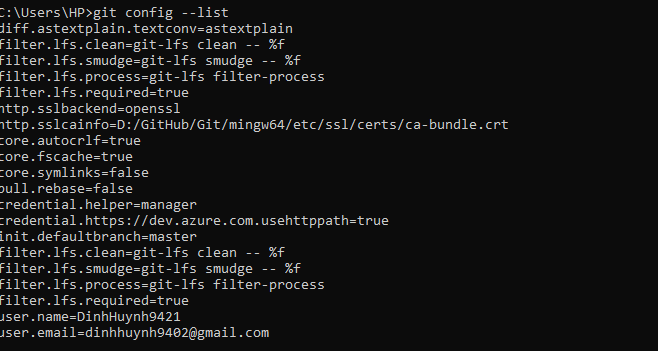 C:\Users\HP>git config --list
diff.astextplain.textconv=astextplain
filter.lfs.clean=git-lfs clean -- %f
filter.lfs.smudge=git-lfs smudge -- %f
filter.lfs.process=git-lfs filter-process
filter.lfs.required=true
http.sslbackend=openssl
http.sslcainfo=D:/GitHub/Git/mingw64/etc/ssl/certs/ca-bundle.crt
core.autocrlf=true
core.fscache=true
core.symlinks=false
pull.rebase=false
credential.helper=manager
credential.https://dev.azure.com.usehttppath=true
init.defaultbranch=master
filter.lfs.clean=git-lfs clean -- %f
filter.lfs.smudge=git-lfs smudge -- %f
filter.lfs.process=git-lfs filter-process
filter.lfs.required=true
user.name=DinhHuynh9421
user.email=dinhhuynh9402@gmail.com